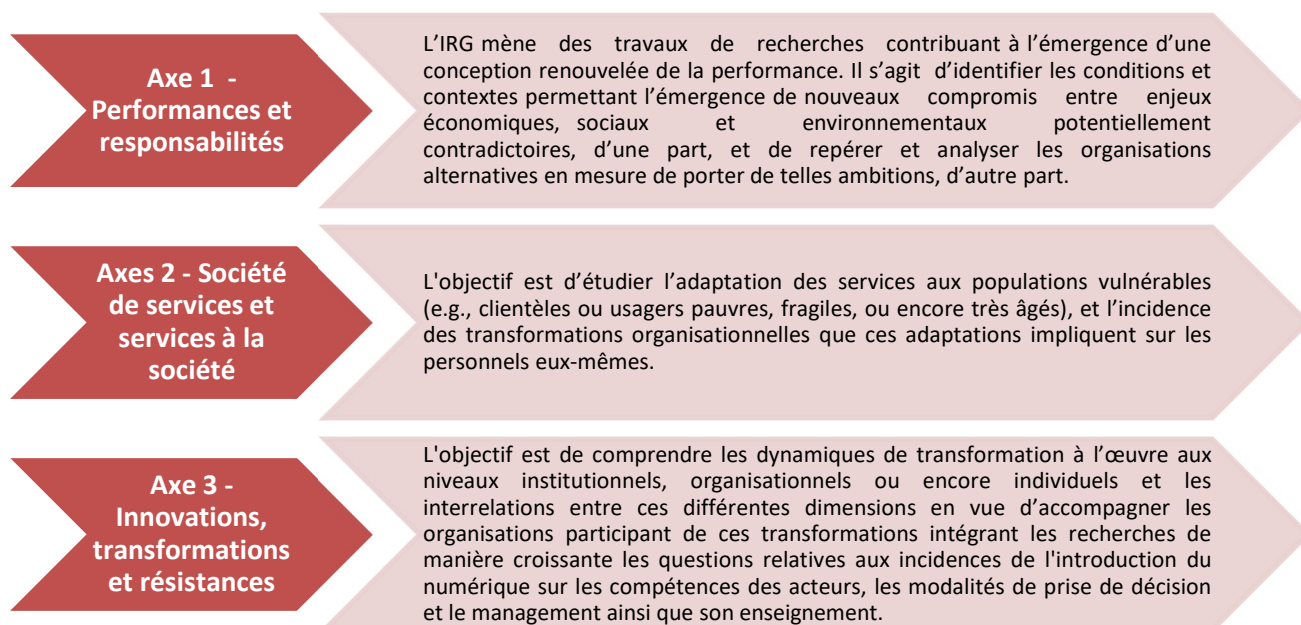 Axe 1 -
Performances et
responsabilités
L’IRG mène des travaux de recherches contribuant à l’émergence d’une
conception renouvelée de la performance. Il s’agit d’identifier les conditions et
contextes permettant l’émergence de nouveaux compromis entre enjeux
économiques, sociaux et environnementaux potentiellement
contradictoires, d’une part, et de repérer et analyser les organisations
alternatives en mesure de porter de telles ambitions, d’autre part.
Axes 2 - Société
de services et
services à la
société
L'objectif est d’étudier l’adaptation des services aux populations vulnérables
(e.g., clientèles ou usagers pauvres, fragiles, ou encore très âgés), et l’incidence
des transformations organisationnelles que ces adaptations impliquent sur les
personnels eux-mêmes.
Axe 3 -
Innovations,
transformations
et résistances
L'objectif est de comprendre les dynamiques de transformation à l’œuvre aux
niveaux institutionnels, organisationnels ou encore individuels et les
interrelations entre ces différentes dimensions en vue d’accompagner les
organisations participant de ces transformations intégrant les recherches de
manière croissante les questions relatives aux incidences de l'introduction du
numérique sur les compétences des acteurs, les modalités de prise de décision
et le management ainsi que son enseignement.